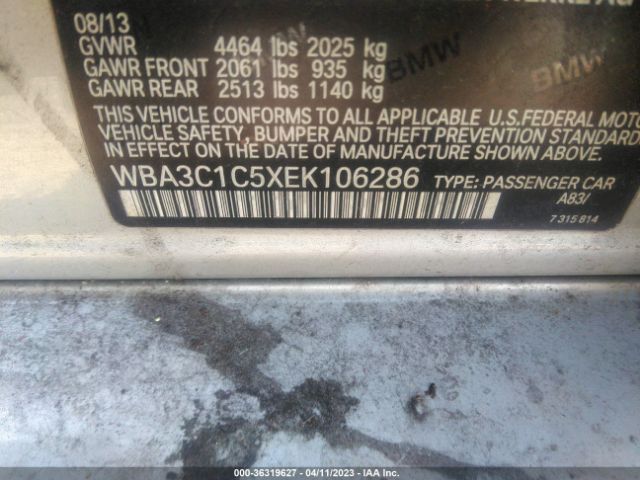 AG
08/13
GVWR 4464 lbs 2025 kg
GAWR FRONT 2061 lbs 935 kg
GAWR REAR 2513 lbs 1140 kg
BMW
BMW
THIS VEHICLE CONFORMS TO ALL APPLICABLE U.S.FEDERAL MOTO
VEHICLE SAFETY, BUMPER AND THEFT PREVENTION STANDARD
IN EFFECT ON THE DATE OF MANUFACTURE SHOWN ABOVE.
WBA3C1C5XEK106286 TYPE: PASSENGER CAR
A83/
7 315 814
000-36319627 - 04/11/2023 - IAA Inc.